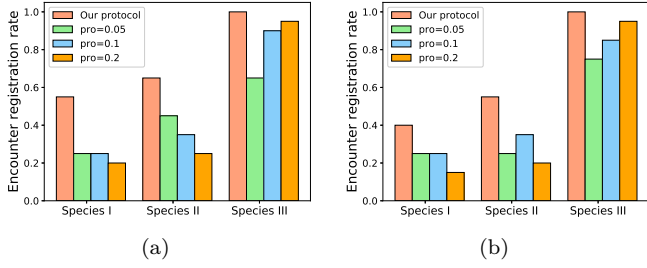 Encounter registration rate
1.0
0.8
0.6
0.4
0.2
0.0
Our protocol
pro=0.05
pro=0.1
pro=0.2
Species I Species II Species III
(a)
Encounter registration rate
1.0
0.8
0.6
0.4
0.2
0.0
Our protocol
pro=0.05
pro=0.1
pro=0.2
Species I Species II Species III
(b)